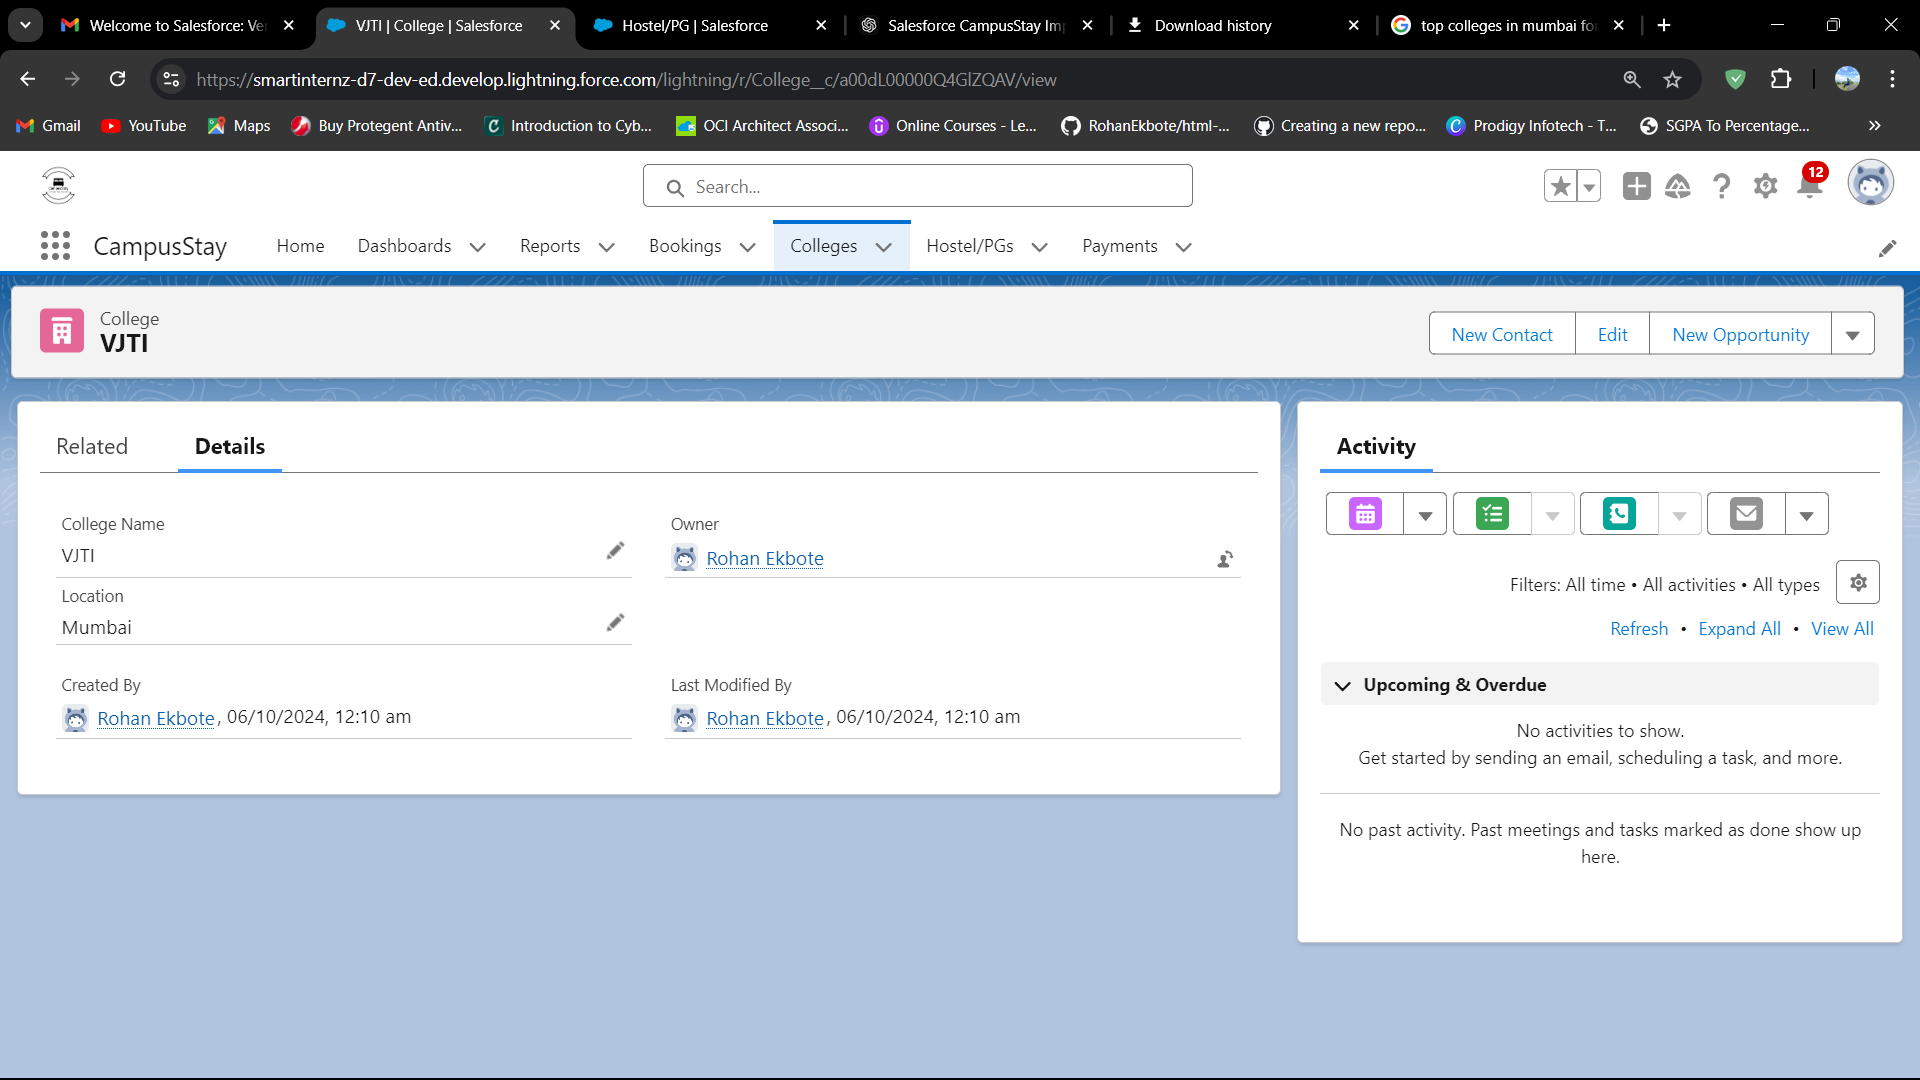 Welcome to Salesforce: Ve
VJTI | College | Salesforce
Hostel/PG | Salesforce
Salesforce CampusStay Im
Download history
top colleges in mumbai fo
https://smartinternz-d7-dev-ed.develop.lightning.force.com/lightning/r/College__c/a00dL00000Q4GlZQAV/view
Gmail
YouTube
Maps
Buy Protegent Antiv...
Introduction to Cyb...
OCI Architect Associ...
Online Courses - Le...
RohanEkbote/html-...
Creating a new repo...
Prodigy Infotech - T...
SGPA To Percentage...
Search...
12
CampusStay
Home
Dashboards
Reports
Bookings
Colleges
Hostel/PGs
Payments
College
VJTI
New Contact
Edit
New Opportunity
Related
Details
College Name
VJTI
Owner
Rohan Ekbote
Location
Mumbai
Created By
Rohan Ekbote, 06/10/2024, 12:10 am
Last Modified By
Rohan Ekbote, 06/10/2024, 12:10 am
Activity
Filters: All time • All activities • All types
Refresh • Expand All • View All
Upcoming & Overdue
No activities to show.
Get started by sending an email, scheduling a task, and more.
No past activity. Past meetings and tasks marked as done show up
here.